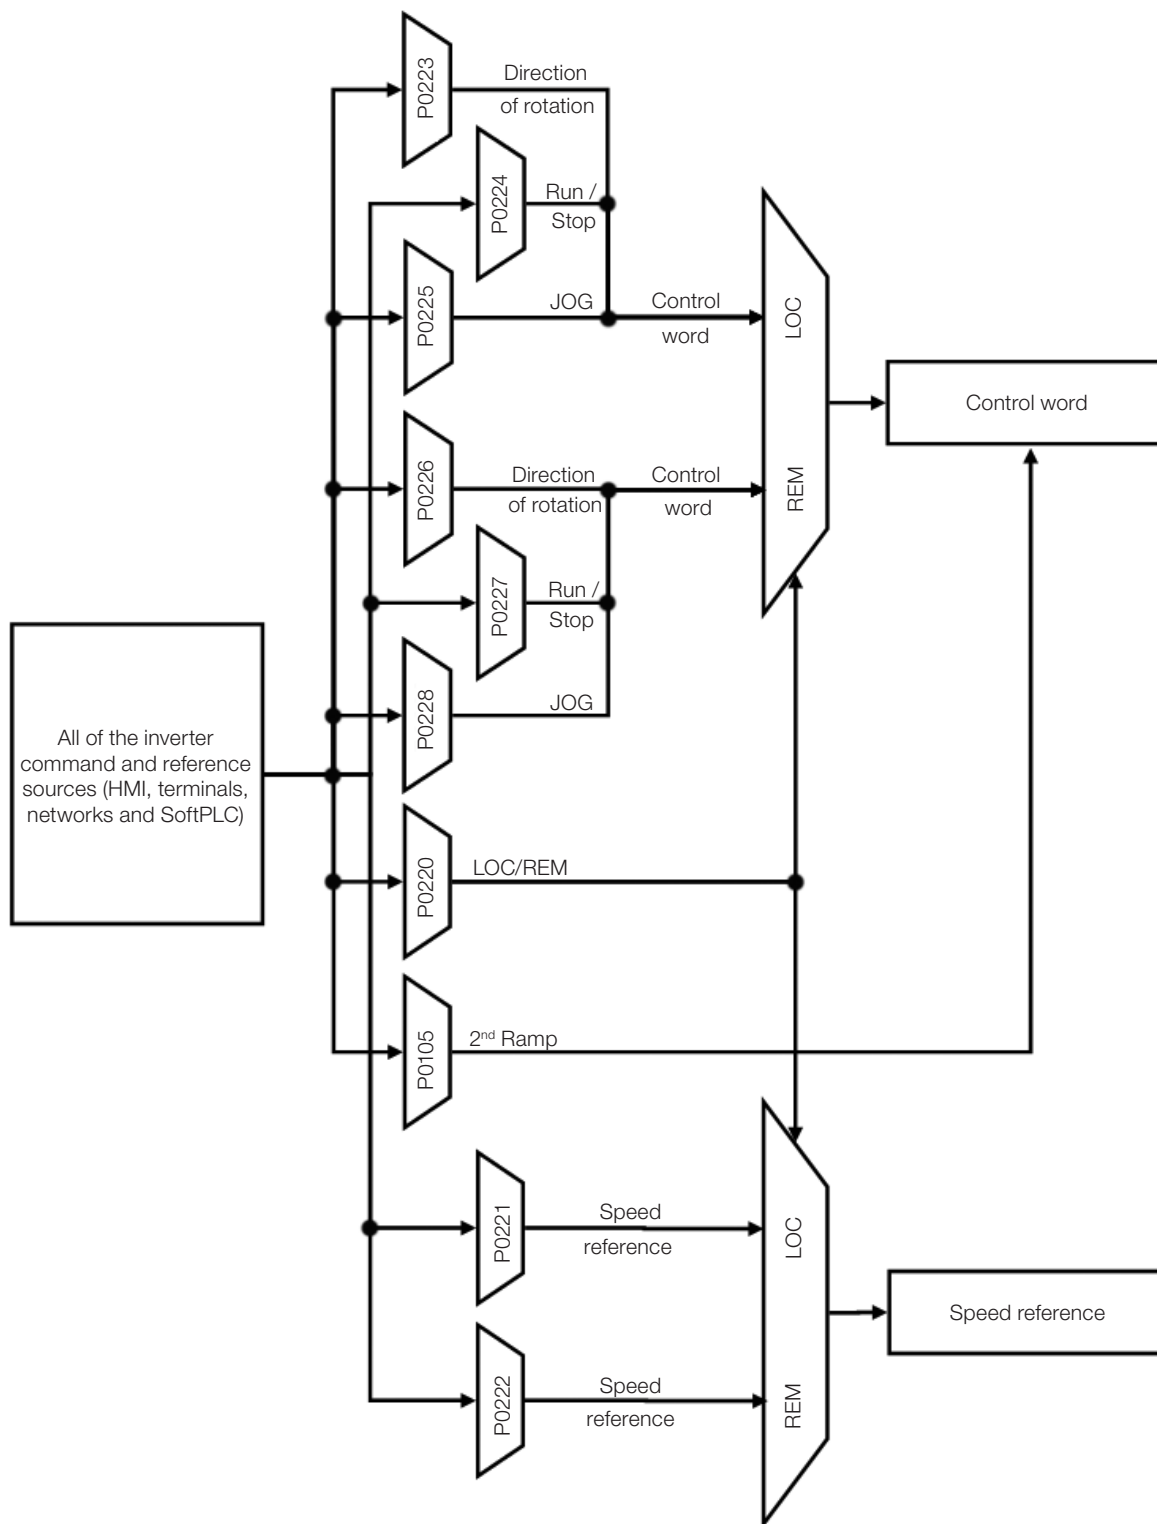 P0223
Direction
of rotation
P0224
Run /
Stop
P0225
JOG
Control
word
LOC
REM
Control word
P0226
Direction
of rotation
Control
word
P0227
Run /
Stop
P0228
JOG
All of the inverter
command and reference
sources (HMI, terminals,
networks and SoftPLC)
P0220
LOC/REM
P0105
2nd Ramp
P0221
Speed
reference
LOC
REM
Speed reference
P0222
Speed
reference